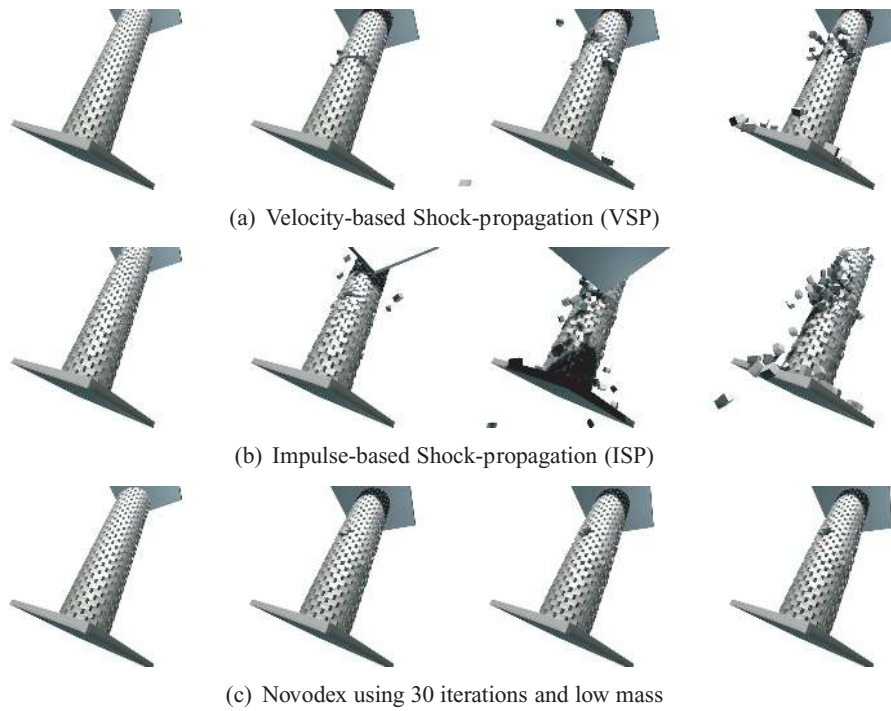 (a) Velocity-based Shock-propagation (VSP)
(b) Impulse-based Shock-propagation (ISP)
(c) Novodex using 30 iterations and low mass